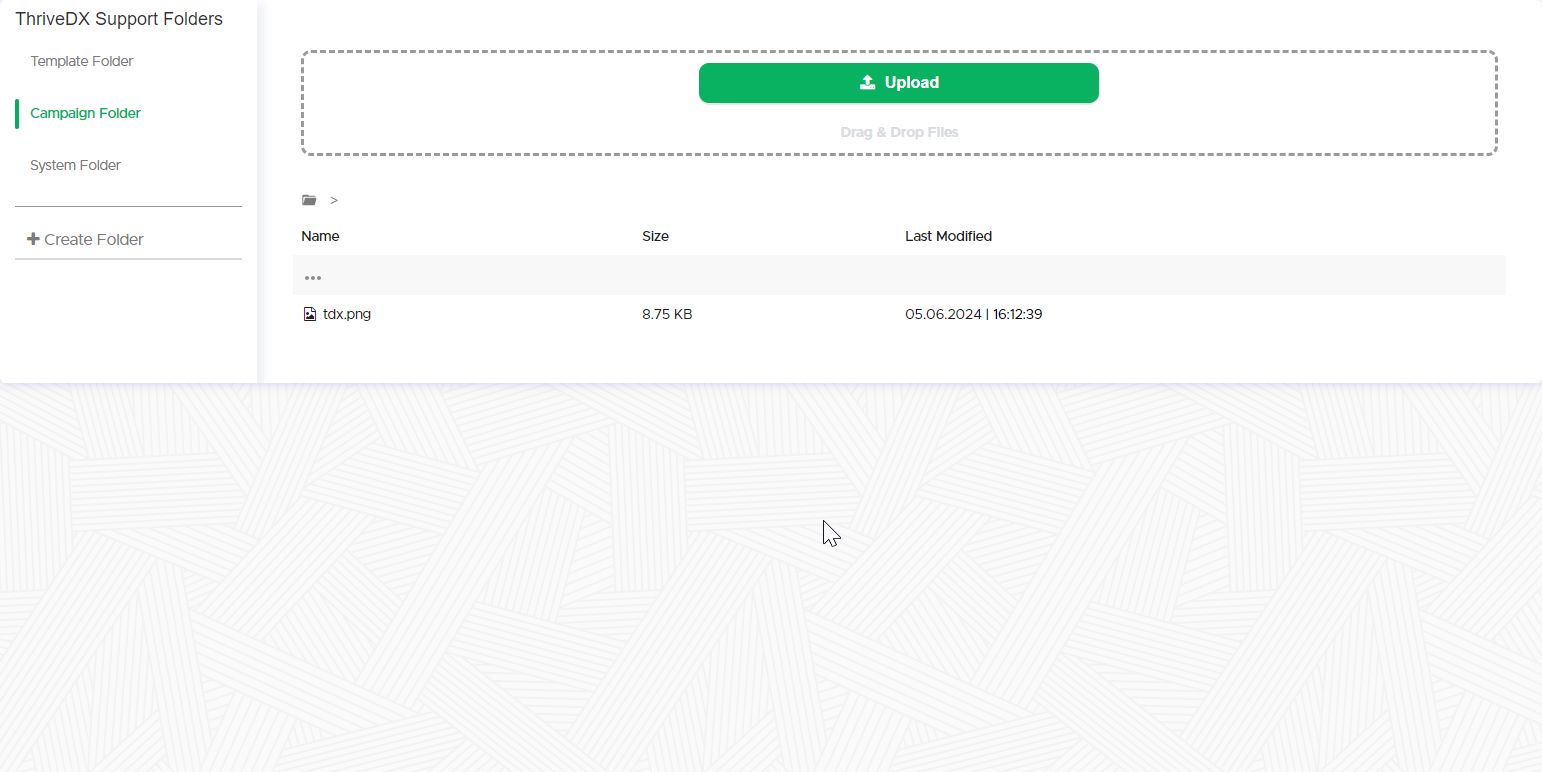 ThriveDX Support Folders
Template Folder
Campaign Folder
System Folder
Create Folder
Upload
Drag & Drop Files
>
Name Size Last Modified
•••
tdx.png 8.75 KB 05.06.2024 | 16:12:39